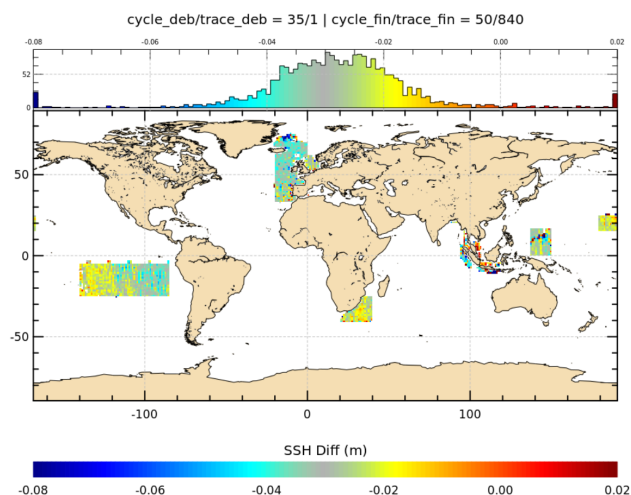 cycle_deb/trace_deb = 35/1 | cycle_fin/trace_fin = 50/840
-0.08 -0.06 -0.04 -0.02 0.00 0.02
52
0
50
0
-50
-100 0 100
SSH Diff (m)
-0.08 -0.06 -0.04 -0.02 0.00 0.02